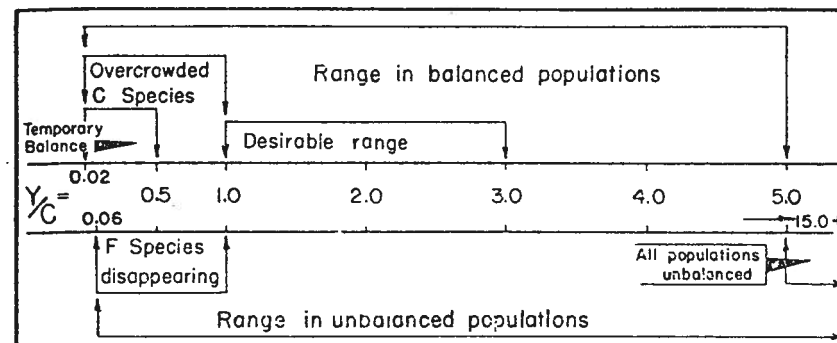 Overcrowded
C Species
Range in balanced populations
Temporary
Balance
Desirable range
0.02
Y/C=
0.5 1.0 2.0 3.0 4.0 5.0
0.06
15.0
F Species
disappearing
All populations
unbalanced
Range in unbalanced populations